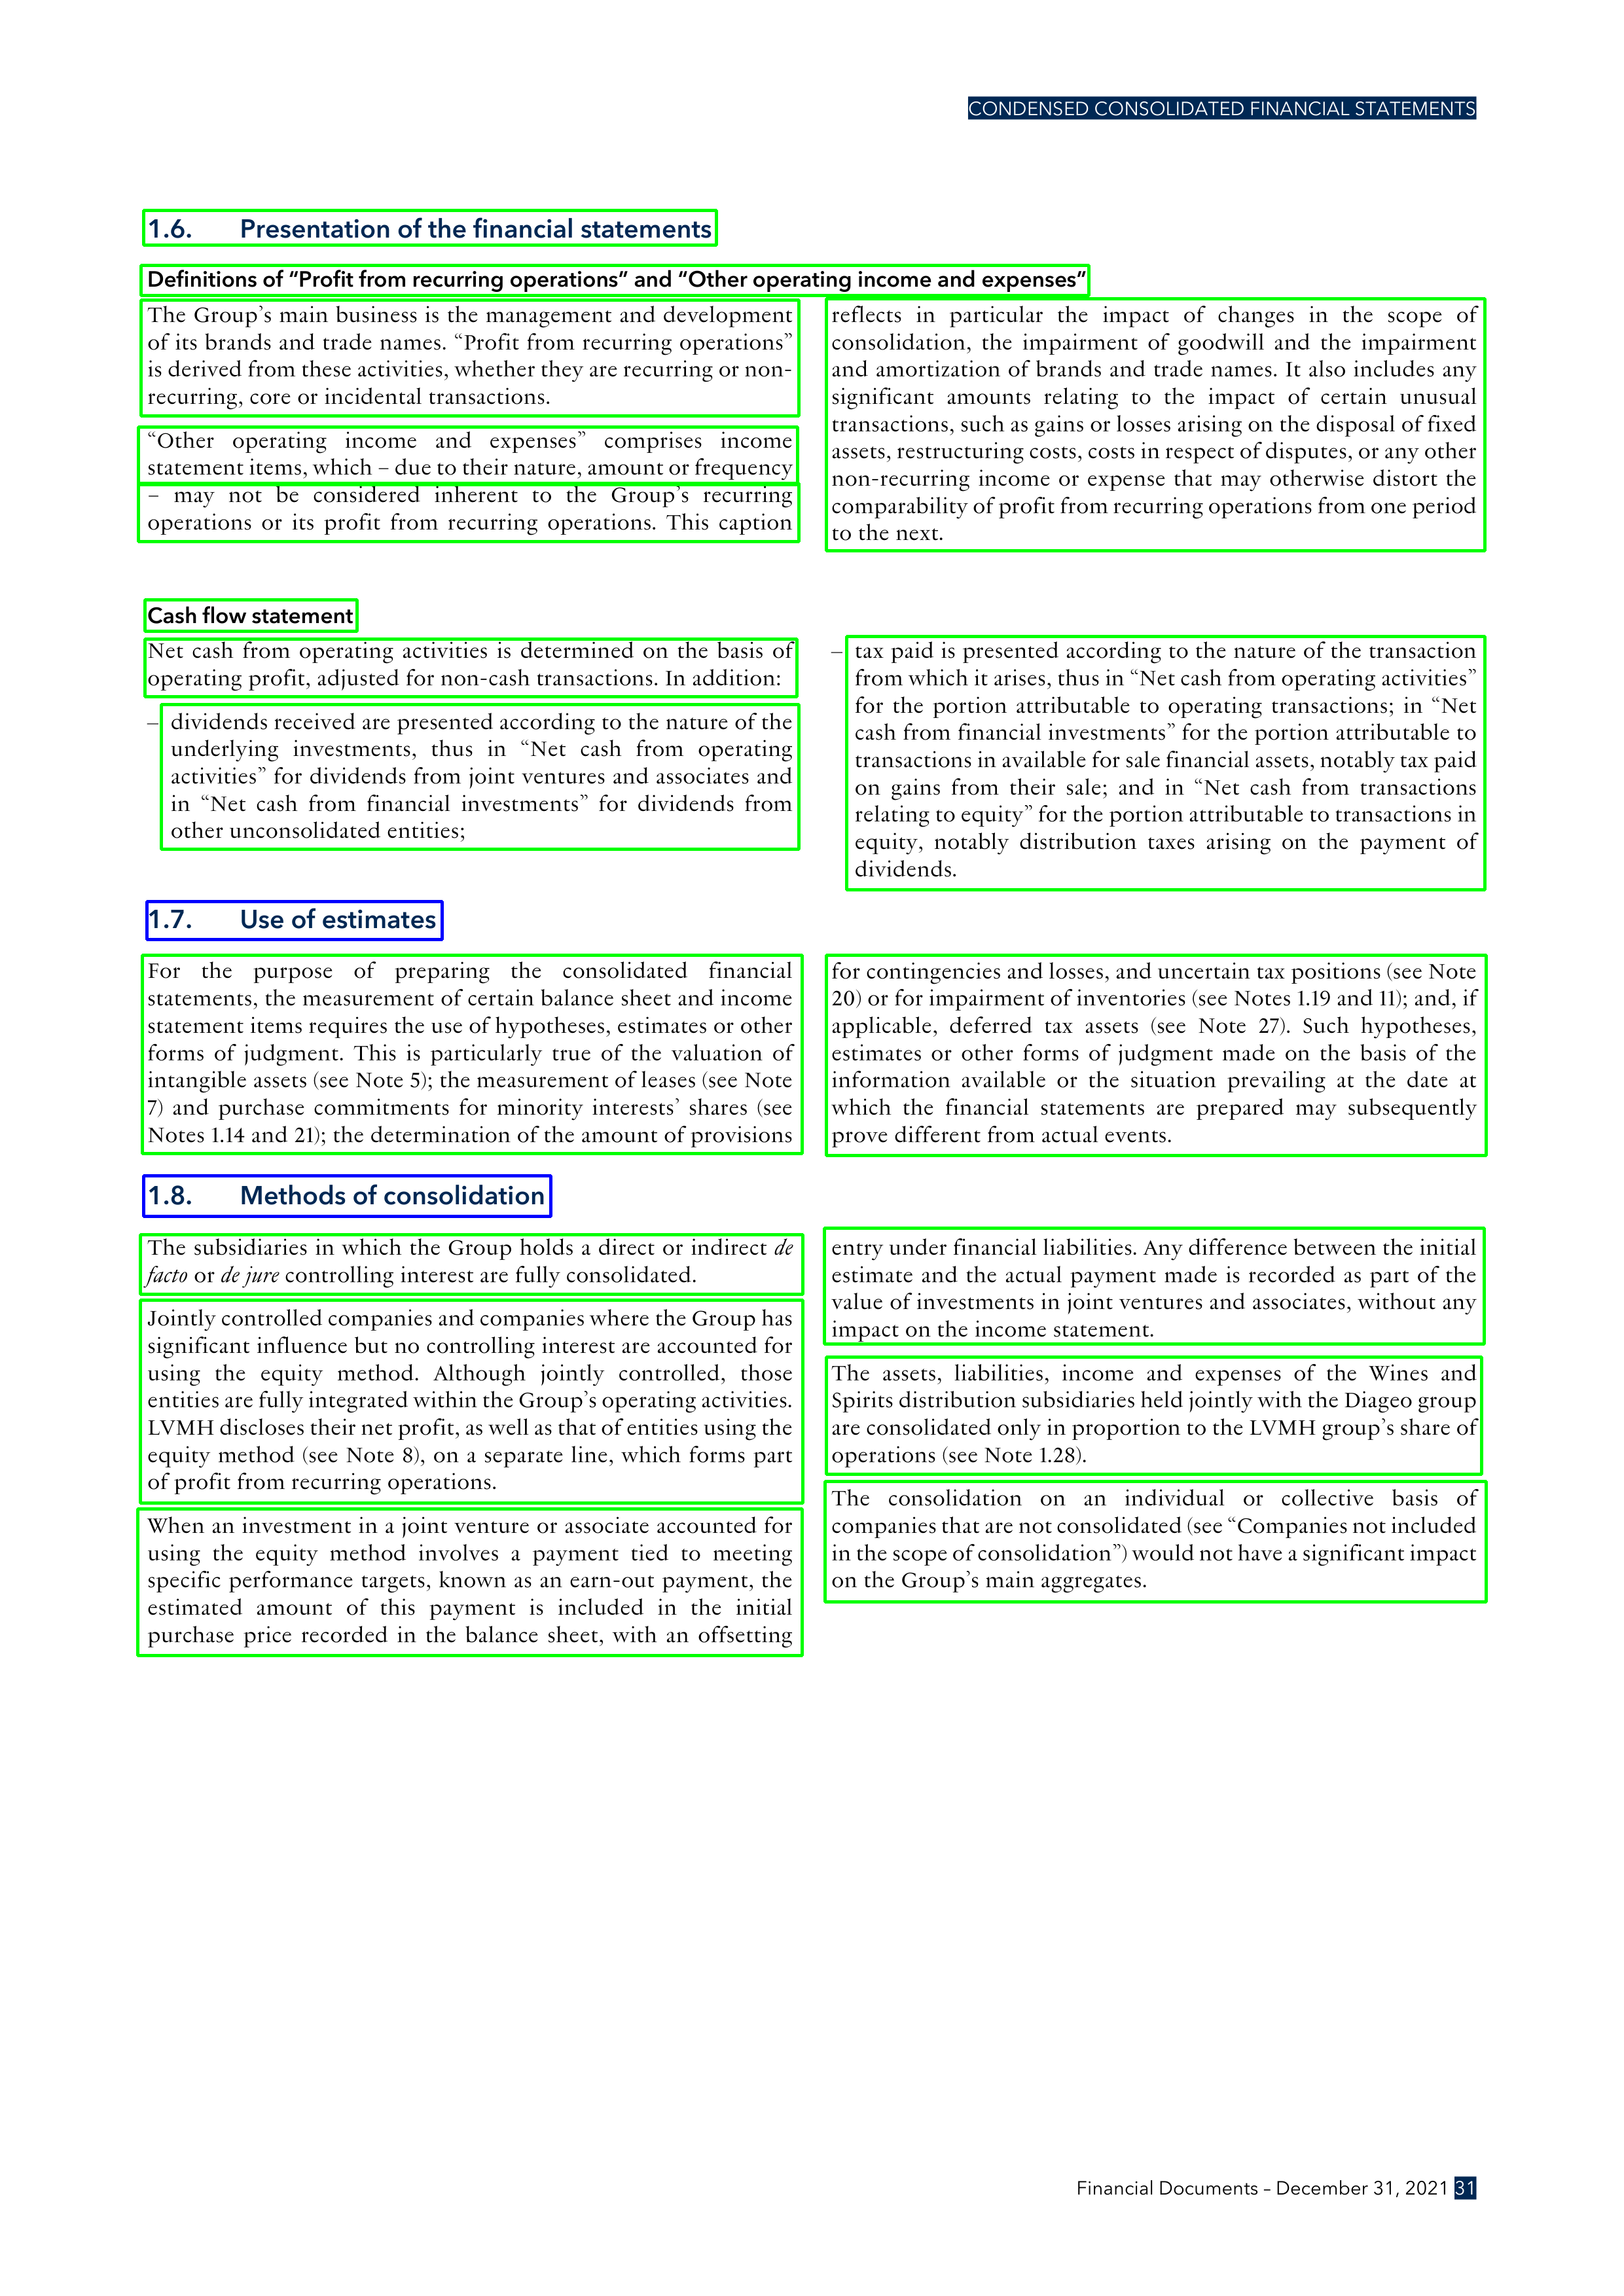 CONDENSED CONSOLIDATED FINANCIAL STATEMENTS
1.6. Presentation of the financial statements
Definitions of “Profit from recurring operations” and “Other operating income and expenses”
The Group’s main business is the management and development
of its brands and trade names. “Profit from recurring operations”
is derived from these activities, whether they are recurring or non-
recurring, core or incidental transactions.
“Other operating income and expenses” comprises income
statement items, which – due to their nature, amount or frequency
– may not be considered inherent to the Group’s recurring
operations or its profit from recurring operations. This caption
reflects in particular the impact of changes in the scope of
consolidation, the impairment of goodwill and the impairment
and amortization of brands and trade names. It also includes any
significant amounts relating to the impact of certain unusual
transactions, such as gains or losses arising on the disposal of fixed
assets, restructuring costs, costs in respect of disputes, or any other
non-recurring income or expense that may otherwise distort the
comparability of profit from recurring operations from one period
to the next.
Cash flow statement
Net cash from operating activities is determined on the basis of
operating profit, adjusted for non-cash transactions. In addition:
– dividends received are presented according to the nature of the
underlying investments, thus in “Net cash from operating
activities” for dividends from joint ventures and associates and
in “Net cash from financial investments” for dividends from
other unconsolidated entities;
– tax paid is presented according to the nature of the transaction
from which it arises, thus in “Net cash from operating activities”
for the portion attributable to operating transactions; in “Net
cash from financial investments” for the portion attributable to
transactions in available for sale financial assets, notably tax paid
on gains from their sale; and in “Net cash from transactions
relating to equity” for the portion attributable to transactions in
equity, notably distribution taxes arising on the payment of
dividends.
1.7. Use of estimates
For the purpose of preparing the consolidated financial
statements, the measurement of certain balance sheet and income
statement items requires the use of hypotheses, estimates or other
forms of judgment. This is particularly true of the valuation of
intangible assets (see Note 5); the measurement of leases (see Note
7) and purchase commitments for minority interests’ shares (see
Notes 1.14 and 21); the determination of the amount of provisions
for contingencies and losses, and uncertain tax positions (see Note
20) or for impairment of inventories (see Notes 1.19 and 11); and, if
applicable, deferred tax assets (see Note 27). Such hypotheses,
estimates or other forms of judgment made on the basis of the
information available or the situation prevailing at the date at
which the financial statements are prepared may subsequently
prove different from actual events.
1.8. Methods of consolidation
The subsidiaries in which the Group holds a direct or indirect de
facto or de jure controlling interest are fully consolidated.
Jointly controlled companies and companies where the Group has
significant influence but no controlling interest are accounted for
using the equity method. Although jointly controlled, those
entities are fully integrated within the Group’s operating activities.
LVMH discloses their net profit, as well as that of entities using the
equity method (see Note 8), on a separate line, which forms part
of profit from recurring operations.
When an investment in a joint venture or associate accounted for
using the equity method involves a payment tied to meeting
specific performance targets, known as an earn-out payment, the
estimated amount of this payment is included in the initial
purchase price recorded in the balance sheet, with an offsetting
entry under financial liabilities. Any difference between the initial
estimate and the actual payment made is recorded as part of the
value of investments in joint ventures and associates, without any
impact on the income statement.
The assets, liabilities, income and expenses of the Wines and
Spirits distribution subsidiaries held jointly with the Diageo group
are consolidated only in proportion to the LVMH group’s share of
operations (see Note 1.28).
The consolidation on an individual or collective basis of
companies that are not consolidated (see “Companies not included
in the scope of consolidation”) would not have a significant impact
on the Group’s main aggregates.
Financial Documents – December 31, 2021 31